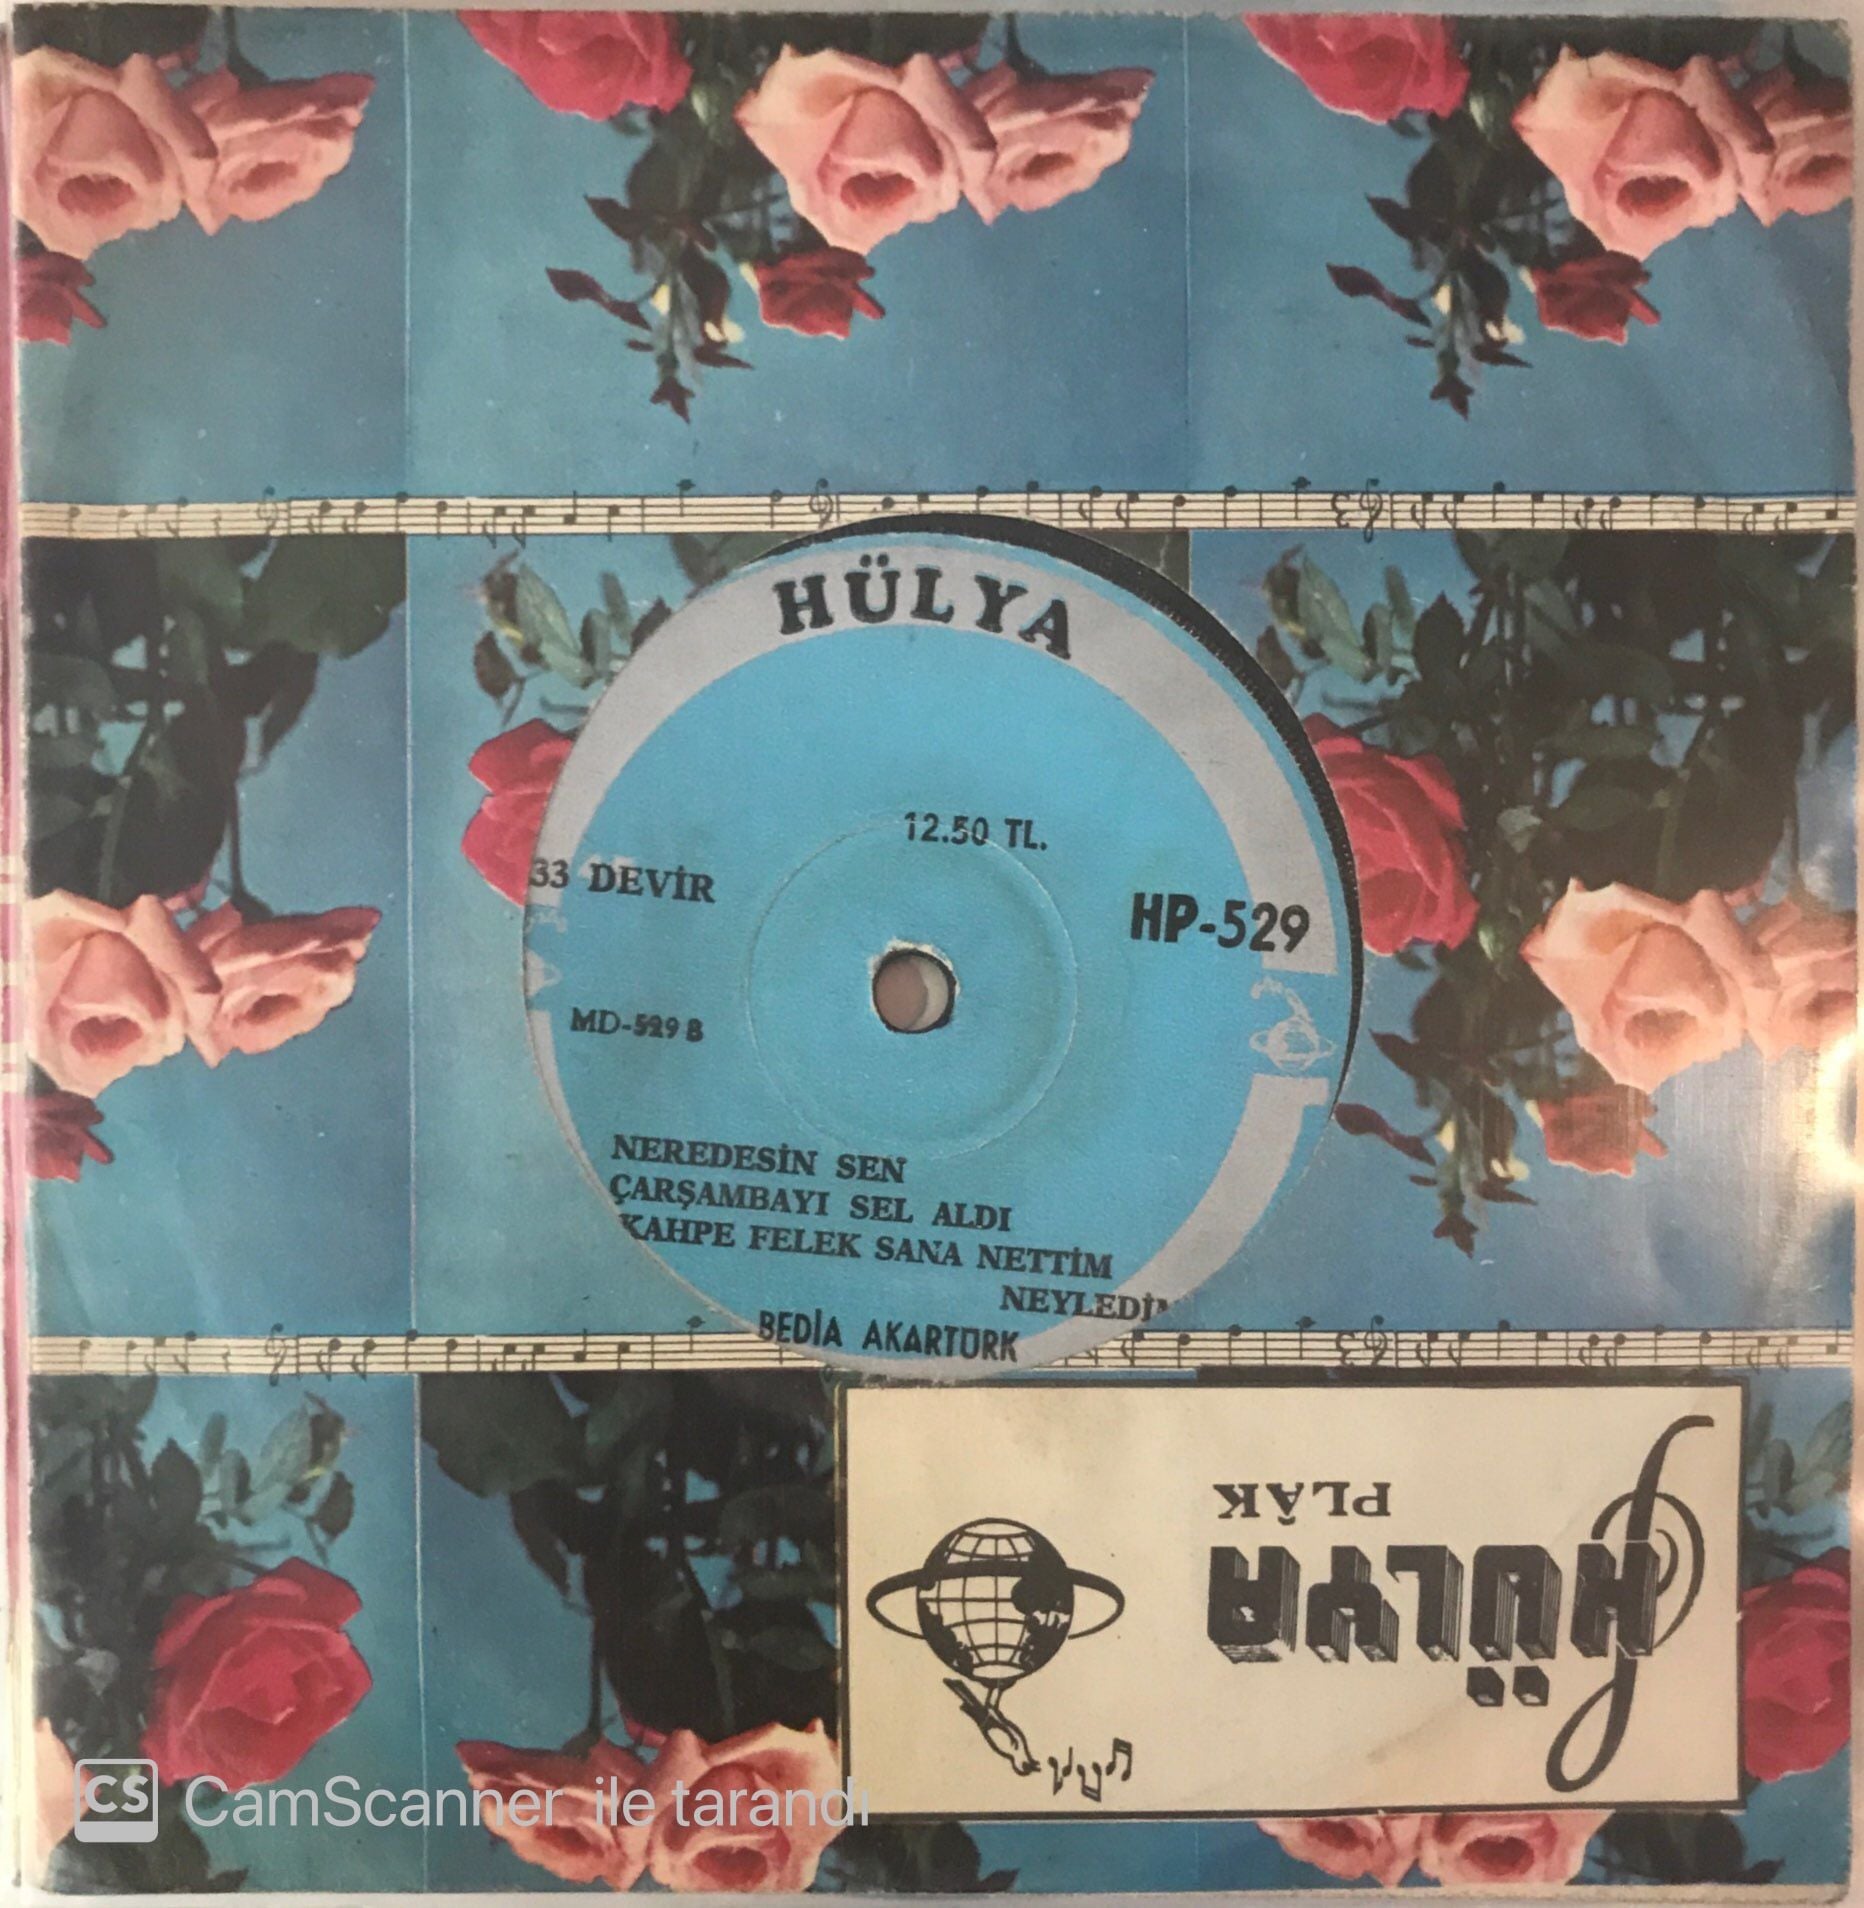 HÜLYA
12.50 TL.
33 DEVİR
HP-529
MD-529 B
NEREDESİN SEN
ÇARŞAMBAYI SEL ALDI
KAHPE FELEK SANA NETTİM
NEYLEDİM
BEDİA AKARTÜRK
HÜLYA
PLÂK
CS CamScanner ile tarandı